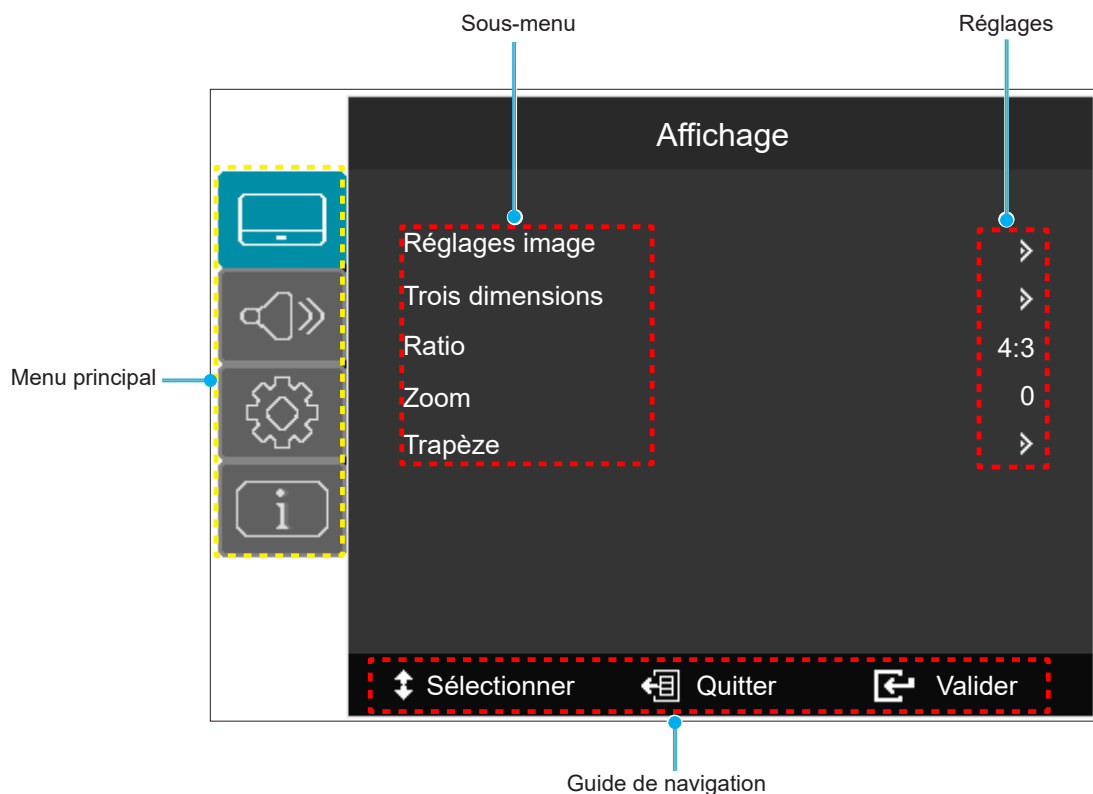 Sous-menu
Réglages
Affichage
Réglages image
Trois dimensions
Ratio 4:3
Zoom 0
Trapèze
Menu principal
i
Sélectionner Quitter Valider
Guide de navigation